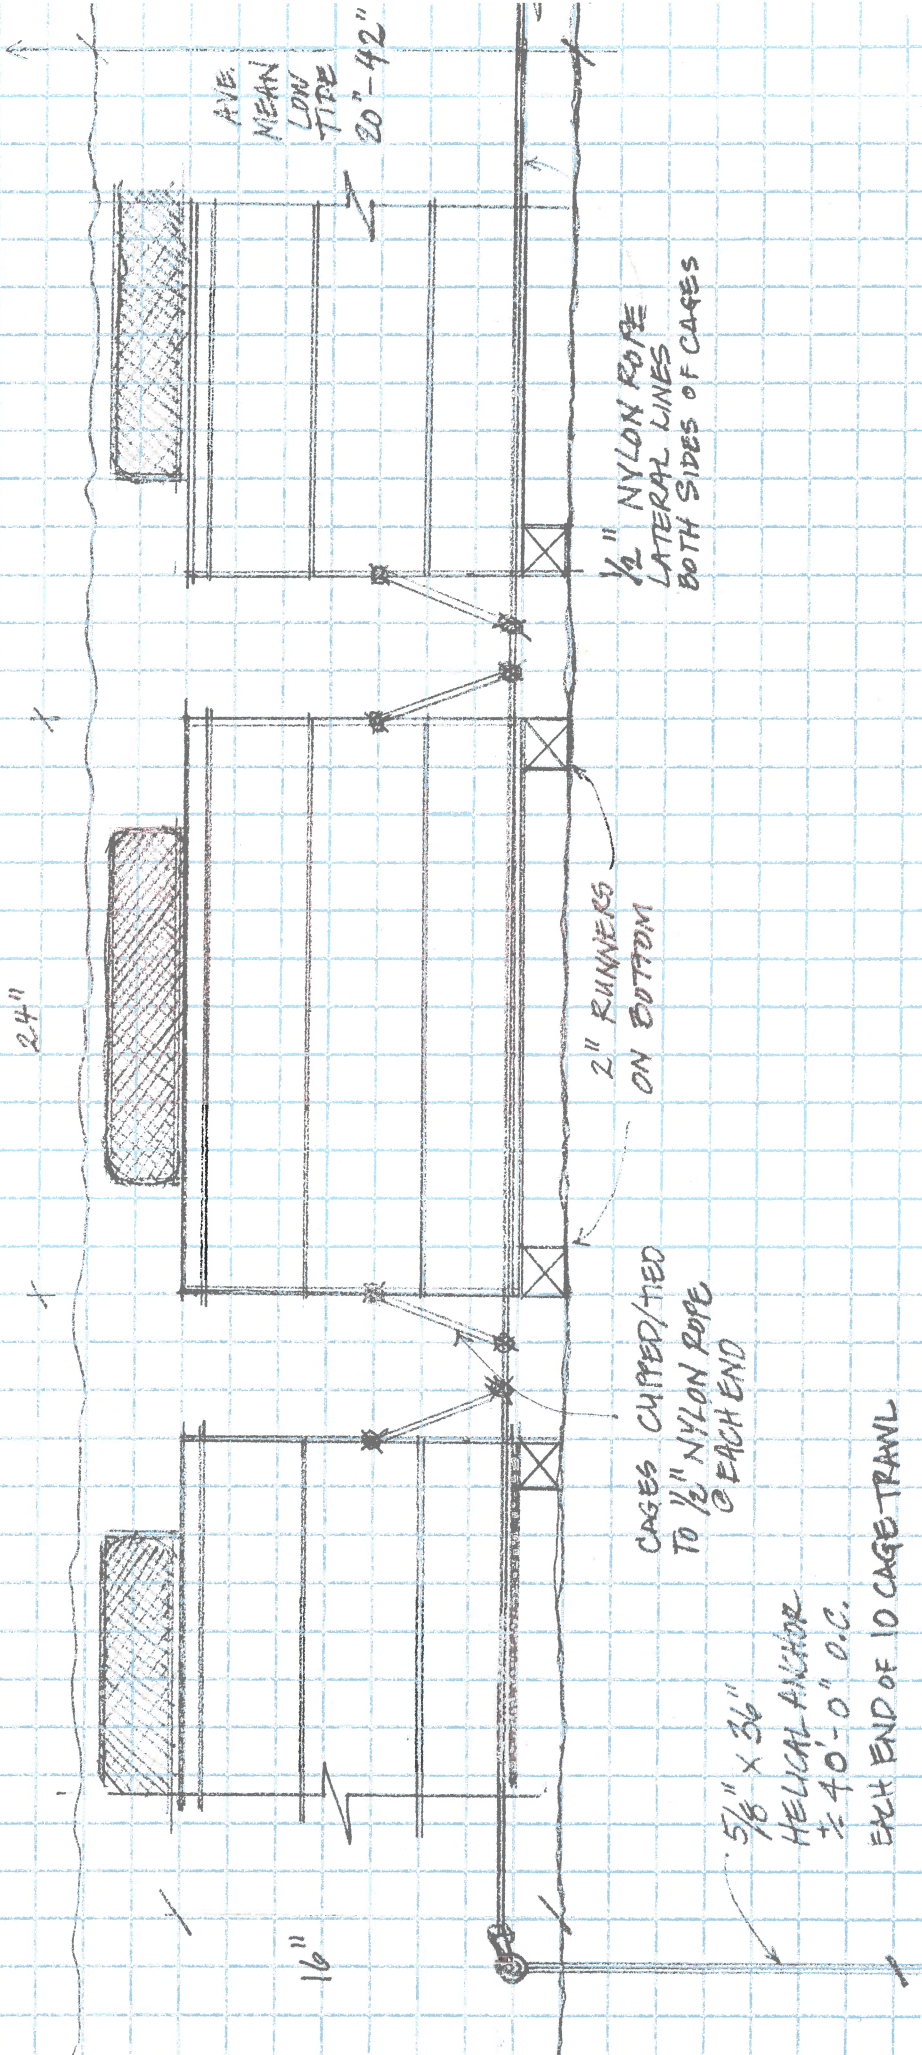 AVE.
MEAN
LOW
TIDE
20"-42"
24"
16"
1/2" NYLON ROPE
LATERAL LINES
BOTH SIDES OF CAGES
2" RUNNERS
ON BOTTOM
CAGES CLIPPED/TIED
TO 1/2" NYLON ROPE
@ EACH END
5/8" X 36"
HELICAL ANCHOR
± 40'-0" O.C.
EACH END OF 10 CAGE TRAWL